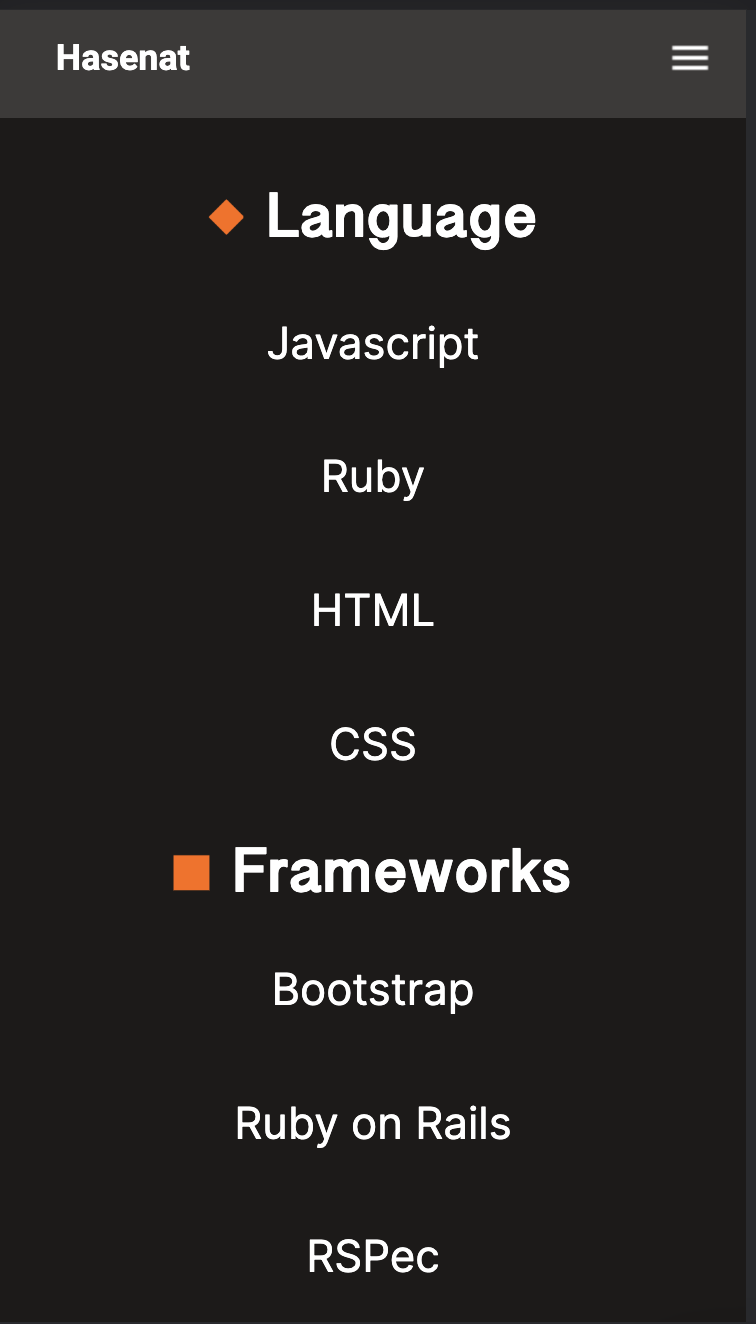 Hasenat
Language
Javascript
Ruby
HTML
CSS
Frameworks
Bootstrap
Ruby on Rails
RSPec